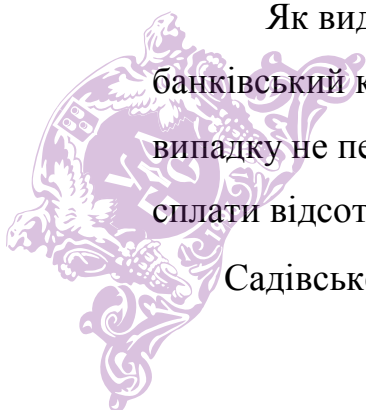 Як вид
банківський к
випадку не пе
сплати відсот
Садівськ